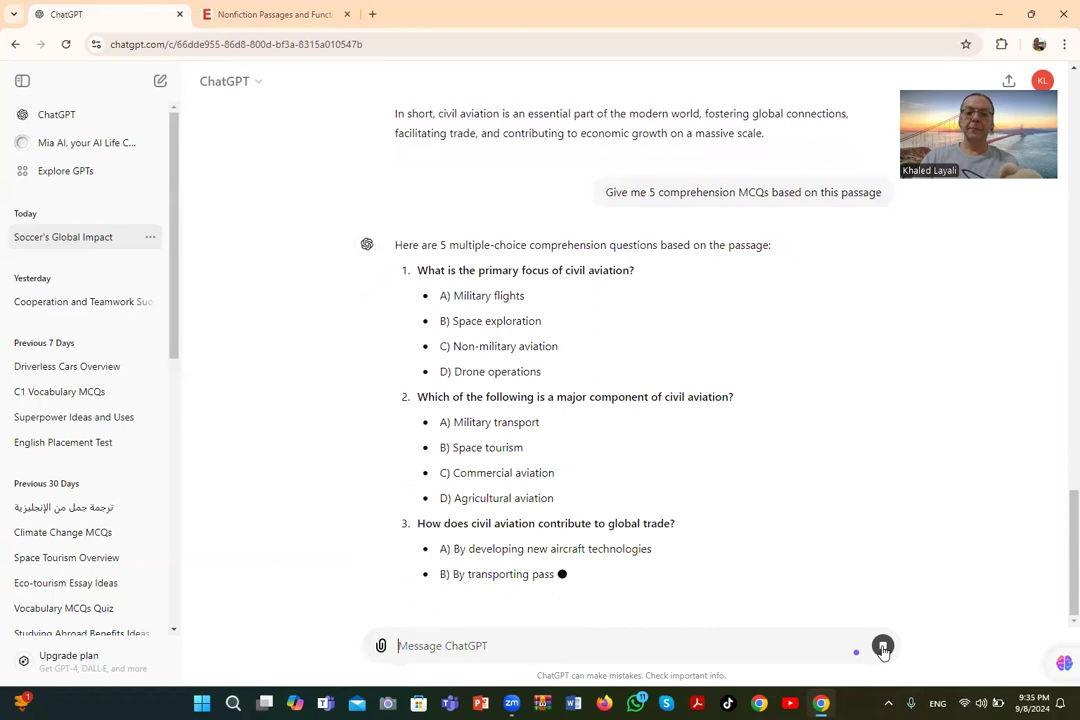 ChatGPT
Nonfiction Passages and Funct
chatgpt.com/c/66dde955-86d8-800d-bf3a-8315a010547b
ChatGPT
KL
ChatGPT
Mia AI, your AI Life C...
Explore GPTs
Today
Soccer's Global Impact
Yesterday
Cooperation and Teamwork Suc
Previous 7 Days
Driverless Cars Overview
C1 Vocabulary MCQs
Superpower Ideas and Uses
English Placement Test
Previous 30 Days
ترجمة جمل من الإنجليزية
Climate Change MCQs
Space Tourism Overview
Eco-tourism Essay Ideas
Vocabulary MCQs Quiz
Studying Abroad Benefits Ideas
Upgrade plan
Get GPT-4, DALL·E, and more
In short, civil aviation is an essential part of the modern world, fostering global connections,
facilitating trade, and contributing to economic growth on a massive scale.
Khaled Layali
Give me 5 comprehension MCQs based on this passage
Here are 5 multiple-choice comprehension questions based on the passage:
1. What is the primary focus of civil aviation?
A) Military flights
B) Space exploration
C) Non-military aviation
D) Drone operations
2. Which of the following is a major component of civil aviation?
A) Military transport
B) Space tourism
C) Commercial aviation
D) Agricultural aviation
3. How does civil aviation contribute to global trade?
A) By developing new aircraft technologies
B) By transporting pass
Message ChatGPT
ChatGPT can make mistakes. Check important info.
ENG
9:35 PM
9/8/2024